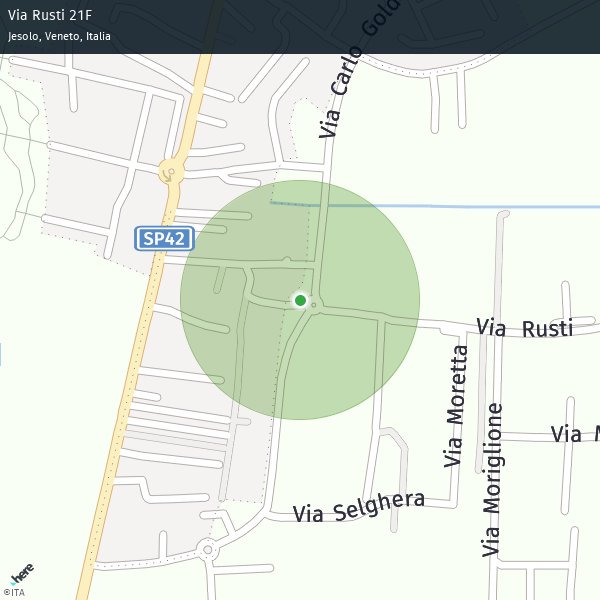 Via Rusti 21F
Jesolo, Veneto, Italia
Via Carlo Gold
SP42
Via Rusti
Via Moretta
Via Moriglione
Via M
Via Selghera
here
©ITA